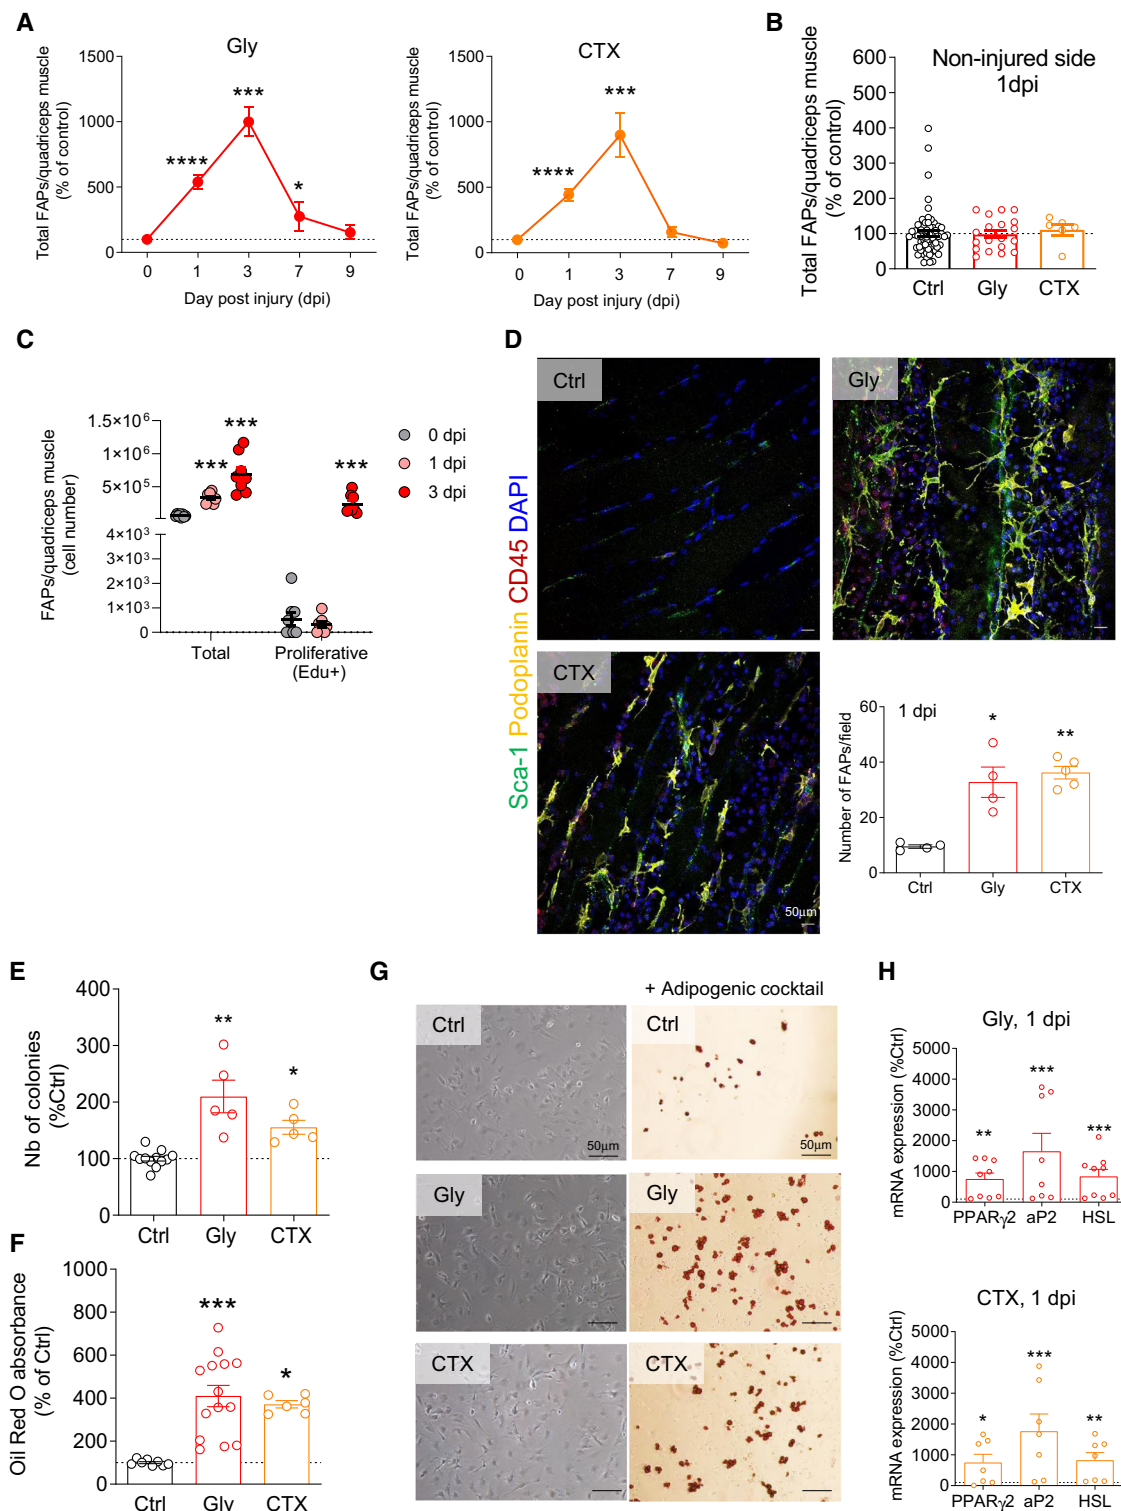 A
Gly
Total FAPs/quadriceps muscle
(% of control)
1500
1000
500
0
****
***
*
0 1 3 7 9
Day post injury (dpi)
CTX
Total FAPs/quadriceps muscle
(% of control)
1500
1000
500
0
****
***
0 1 3 7 9
Day post injury (dpi)
B
Non-injured side
1dpi
Total FAPs/quadriceps muscle
(% of control)
600
500
400
300
200
100
0
Ctrl Gly CTX
C
FAPs/quadriceps muscle
(cell number)
1.5×10⁶
1×10⁶
5×10⁵
4×10³
3×10³
2×10³
1×10³
0
***
***
***
0 dpi
1 dpi
3 dpi
Total Proliferative
(Edu+)
D
Sca-1 Podoplanin CD45 DAPI
Ctrl
Gly
CTX
50μm
1 dpi
Number of FAPs/field
60
40
20
0
*
**
Ctrl Gly CTX
E
Nb of colonies
(%Ctrl)
400
300
200
100
0
**
*
Ctrl Gly CTX
F
Oil Red O absorbance
(% of Ctrl)
1000
800
600
400
200
0
***
*
Ctrl Gly CTX
G
+ Adipogenic cocktail
Ctrl
50μm
Ctrl
50μm
Gly
Gly
CTX
CTX
H
Gly, 1 dpi
mRNA expression (%Ctrl)
5000
4000
3000
2000
1000
0
**
***
***
PPARγ2 aP2 HSL
CTX, 1 dpi
mRNA expression (%Ctrl)
5000
4000
3000
2000
1000
0
*
***
**
PPARγ2 aP2 HSL